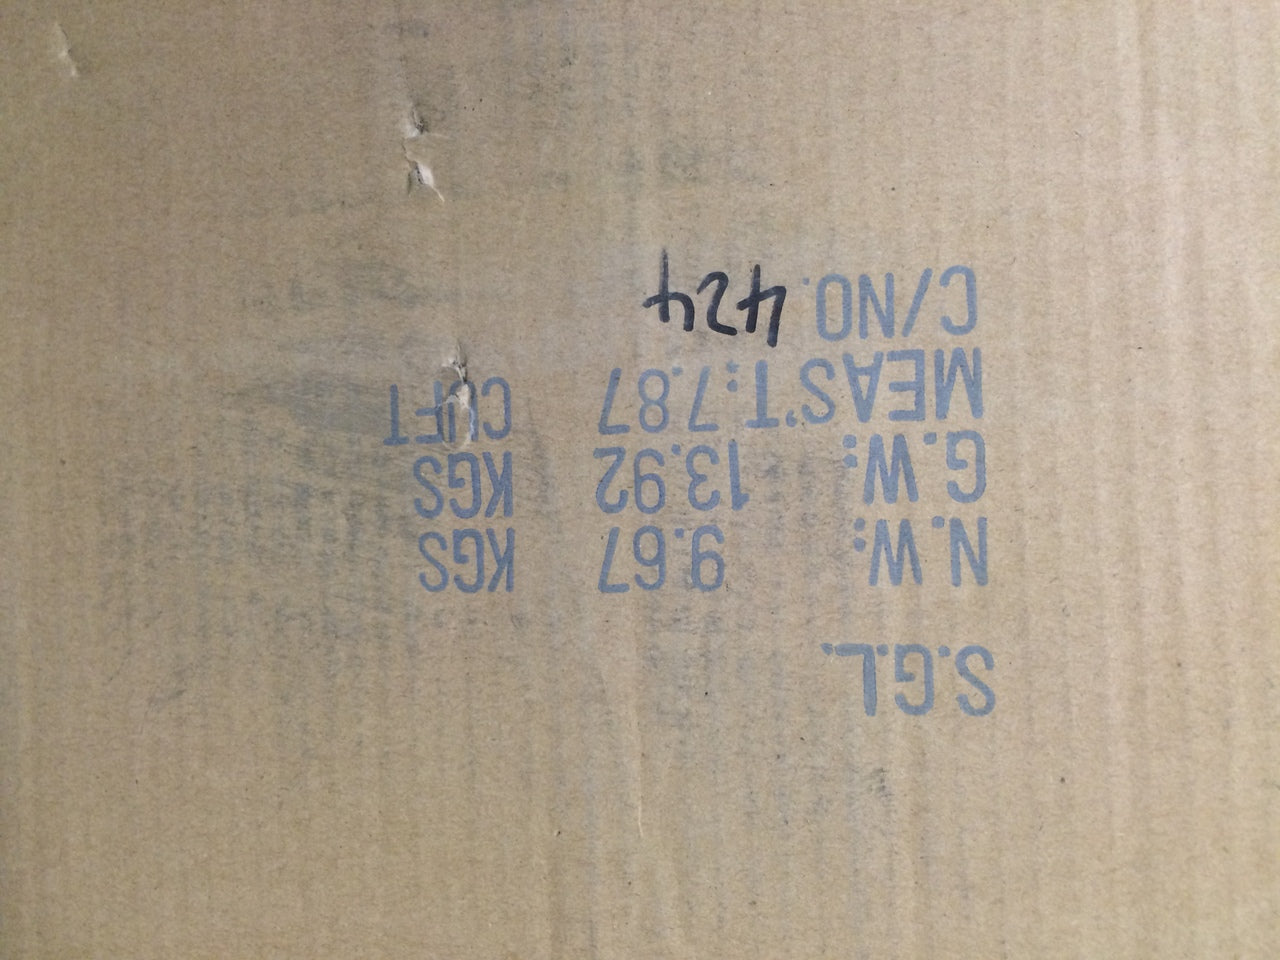 S.G.L.
N.W: 9.67 KGS
G.W: 13.92 KGS
MEAS'T:7.87 CUFT
C/NO. 424